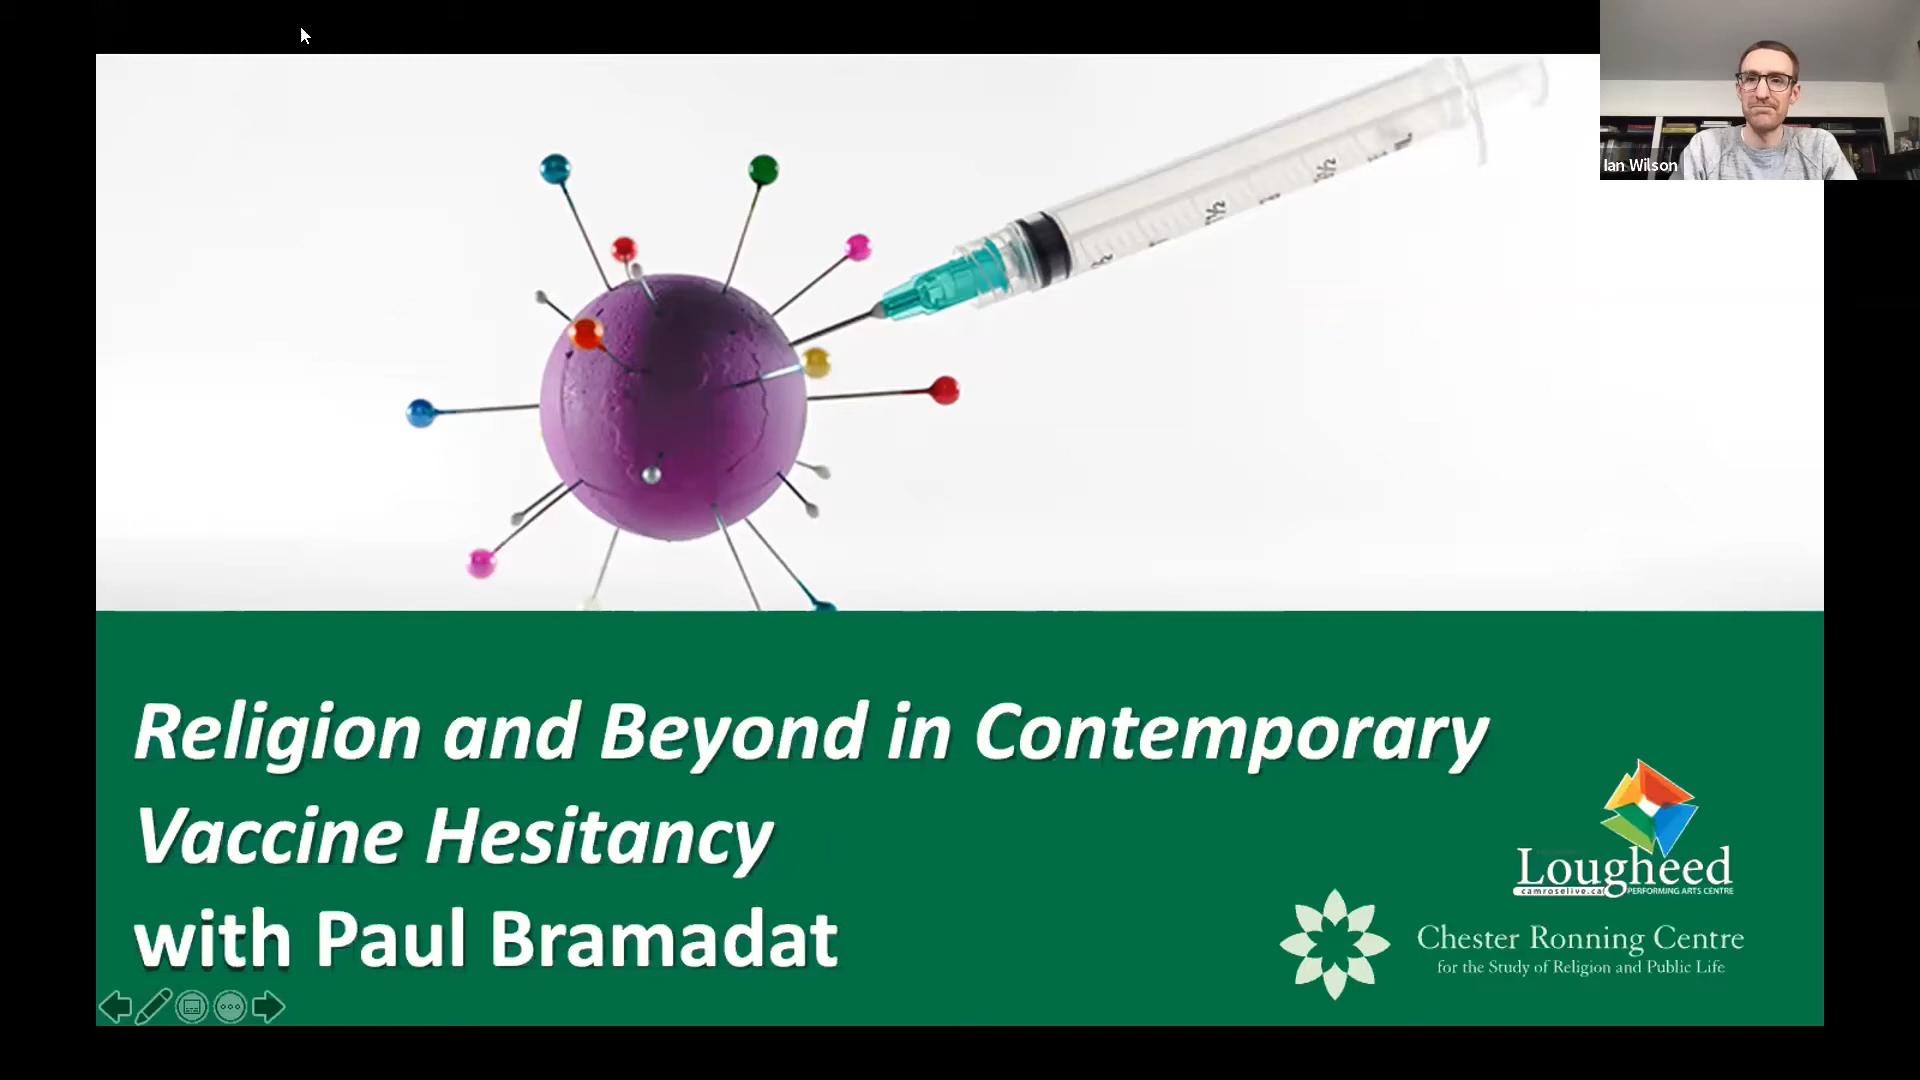 Ian Wilson
Religion and Beyond in Contemporary
Vaccine Hesitancy
with Paul Bramadat
Lougheed
camroselive.ca PERFORMING ARTS CENTRE
Chester Ronning Centre
for the Study of Religion and Public Life